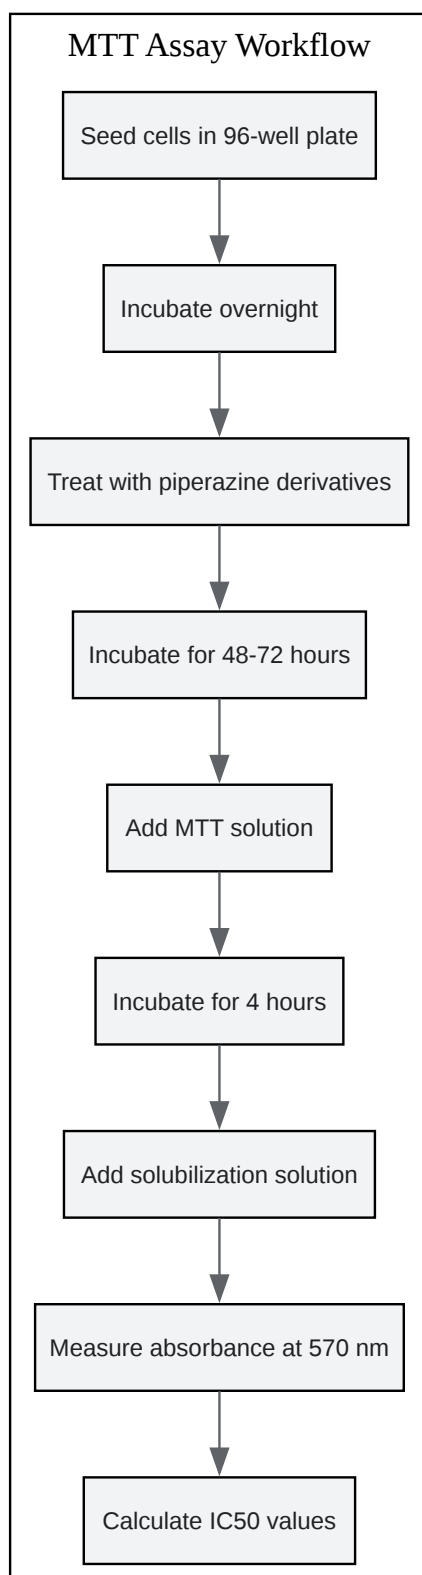 MTT Assay Workflow
Seed cells in 96-well plate
Incubate overnight
Treat with piperazine derivatives
Incubate for 48-72 hours
Add MTT solution
Incubate for 4 hours
Add solubilization solution
Measure absorbance at 570 nm
Calculate IC50 values